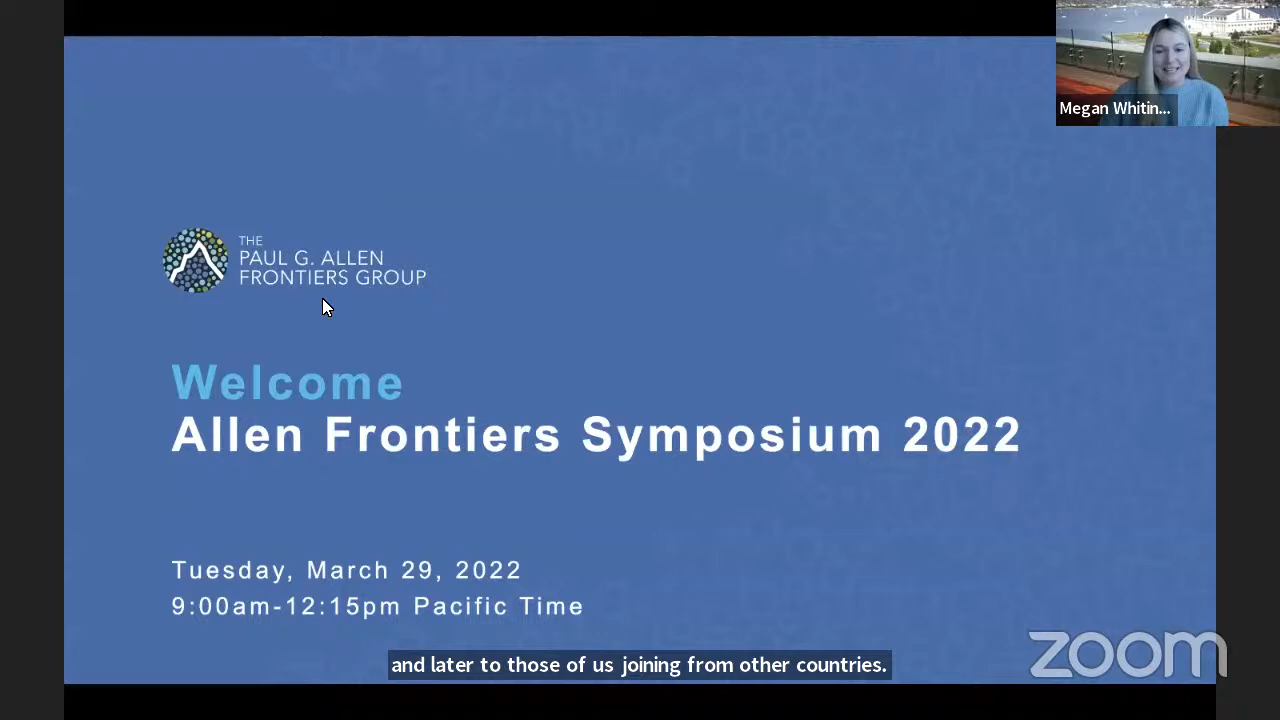 Megan Whitin...
THE
PAUL G. ALLEN
FRONTIERS GROUP
Welcome
Allen Frontiers Symposium 2022
Tuesday, March 29, 2022
9:00am-12:15pm Pacific Time
and later to those of us joining from other countries.
zoom